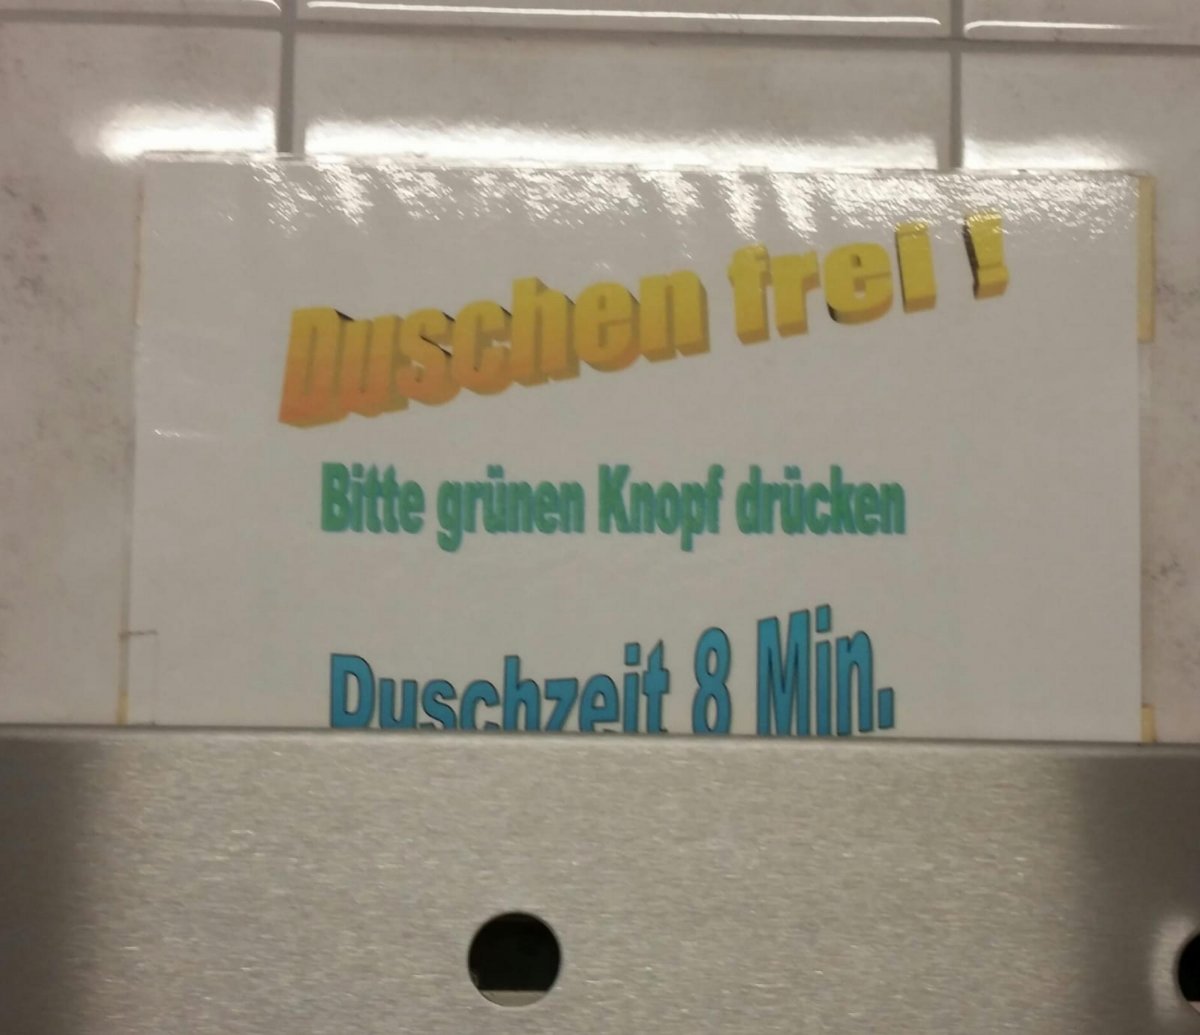 Duschen frei !
Bitte grünen Knopf drücken
Duschzeit 8 Min.